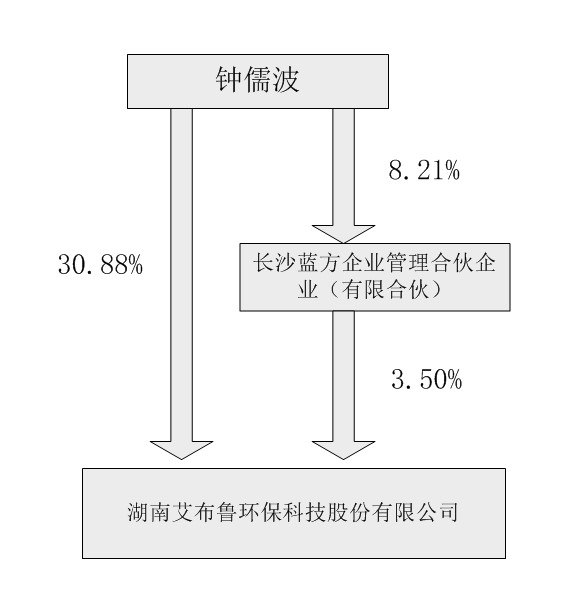 钟儒波
8.21%
30.88%
长沙蓝方企业管理合伙企
业（有限合伙）
3.50%
湖南艾布鲁环保科技股份有限公司